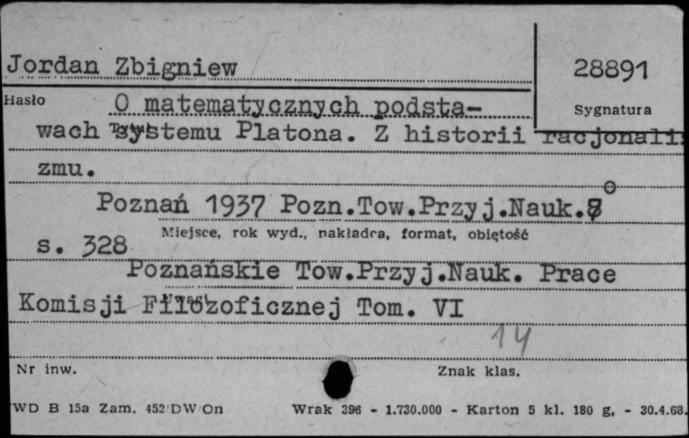 Jordan Zbigniew
28891
Hasło
Sygnatura
O matematycznych podsta-
wach systemu Platona. Z historii racjonali
zmu.
Poznań 1937 Pozn.Tow.Przyj.Nauk.8°
Miejsce, rok wyd., nakładca, format, objętość
s. 328
Poznańskie Tow.Przyj.Nauk. Prace
Komisji Filozoficznej Tom. VI
14
Nr inw.
Znak klas.
WD B 15a Zam. 452 DW On
Wrak 396 - 1.730.000 - Karton 5 kl. 180 g, - 30.4.68.